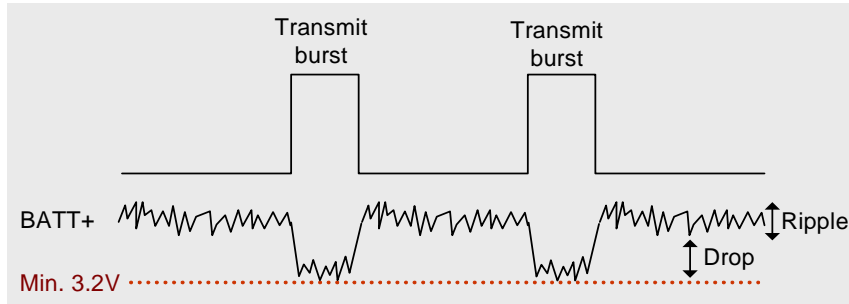 Transmit
burst
Transmit
burst
BATT+
Ripple
Drop
Min. 3.2V